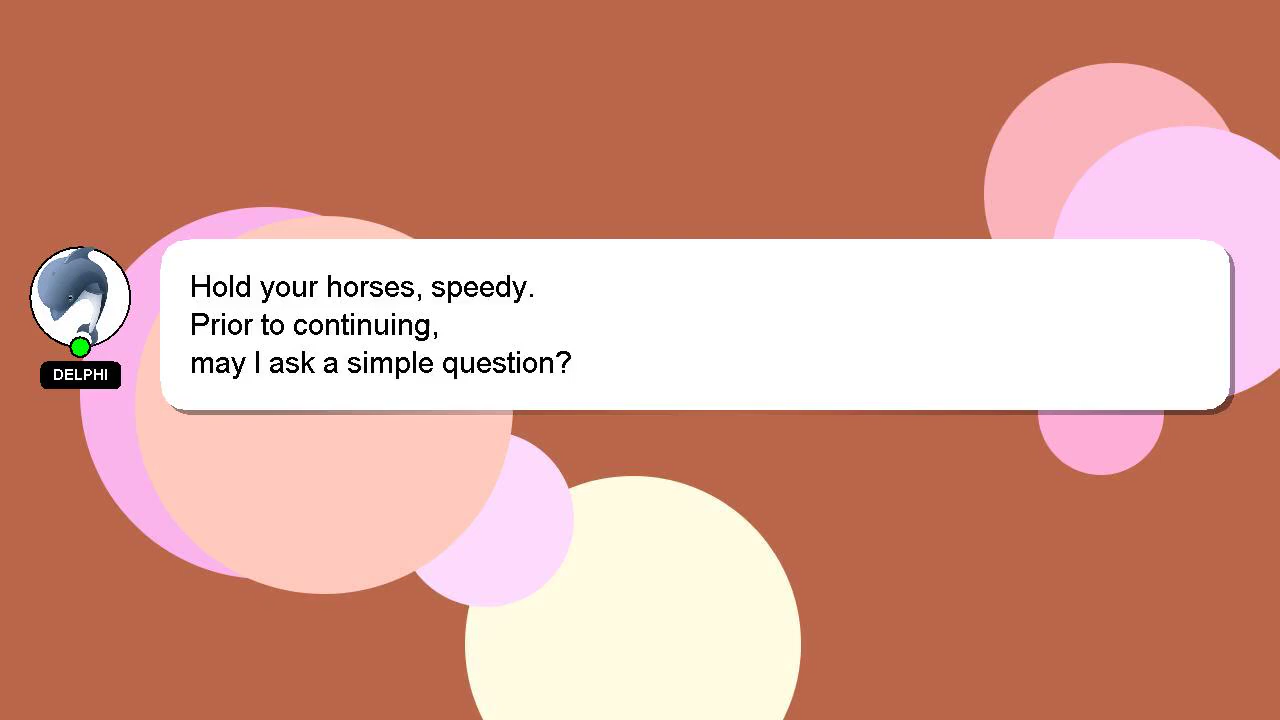 Hold your horses, speedy.
Prior to continuing,
may I ask a simple question?
DELPHI